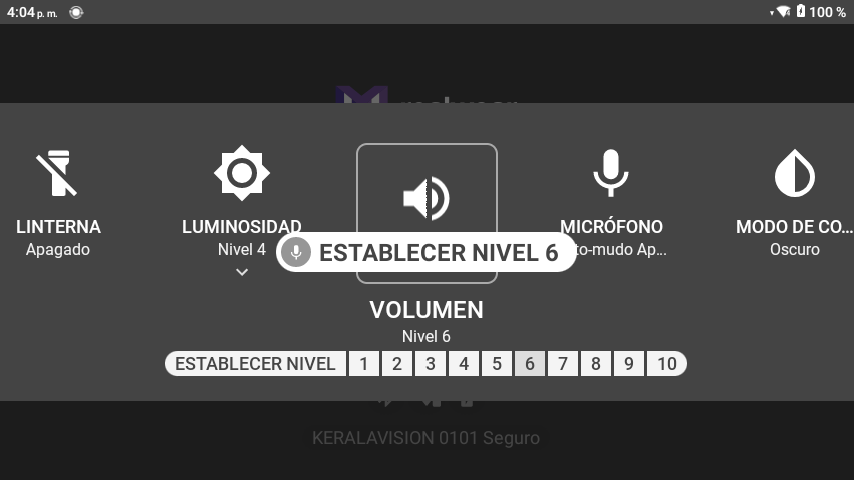 4:04 p. m.
100 %
LINTERNA
Apagado
LUMINOSIDAD
Nivel 4
MICRÓFONO
to-mudo Ap...
MODO DE CO...
Oscuro
ESTABLECER NIVEL 6
VOLUMEN
Nivel 6
ESTABLECER NIVEL 1 2 3 4 5 6 7 8 9 10
KERALAVISION 0101 Seguro